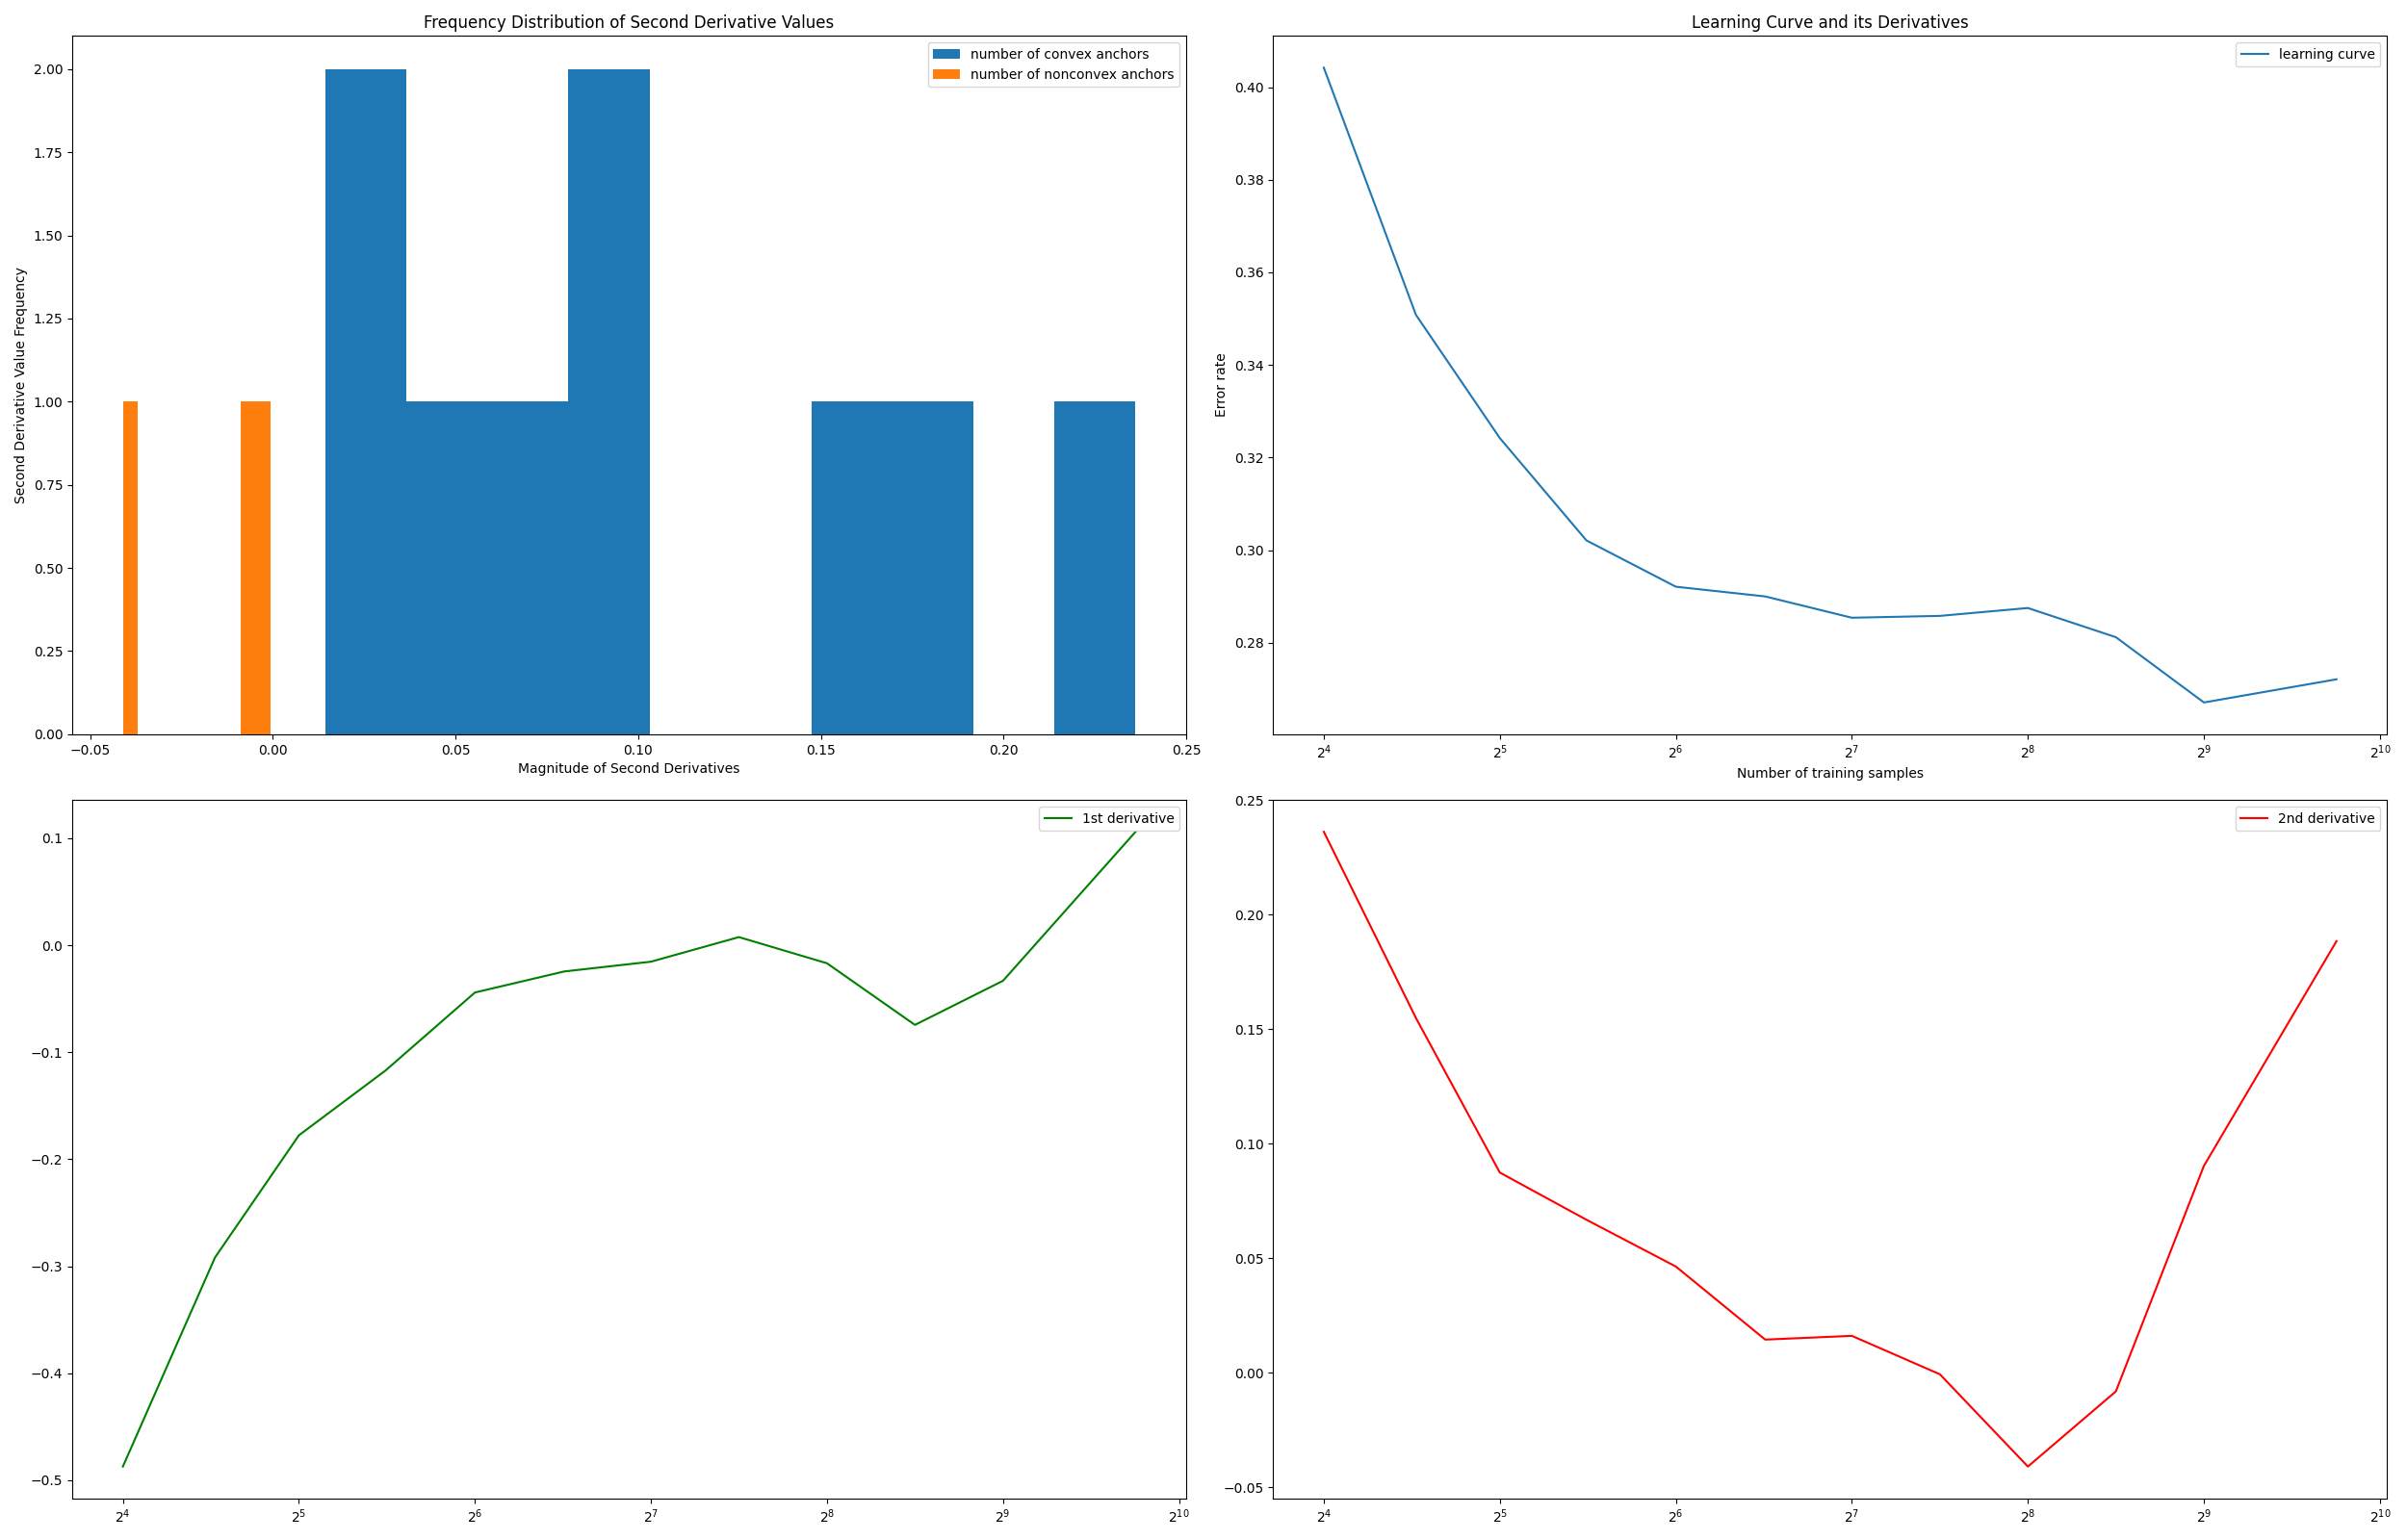 Frequency Distribution of Second Derivative Values
number of convex anchors
number of nonconvex anchors
2.00
1.75
1.50
1.25
1.00
0.75
0.50
0.25
0.00
Second Derivative Value Frequency
−0.05 0.00 0.05 0.10 0.15 0.20 0.25
Magnitude of Second Derivatives
Learning Curve and its Derivatives
learning curve
0.40
0.38
0.36
0.34
0.32
0.30
0.28
Error rate
2⁴ 2⁵ 2⁶ 2⁷ 2⁸ 2⁹ 2¹⁰
Number of training samples
1st derivative
0.1
0.0
−0.1
−0.2
−0.3
−0.4
−0.5
2⁴ 2⁵ 2⁶ 2⁷ 2⁸ 2⁹ 2¹⁰
2nd derivative
0.25
0.20
0.15
0.10
0.05
0.00
−0.05
2⁴ 2⁵ 2⁶ 2⁷ 2⁸ 2⁹ 2¹⁰